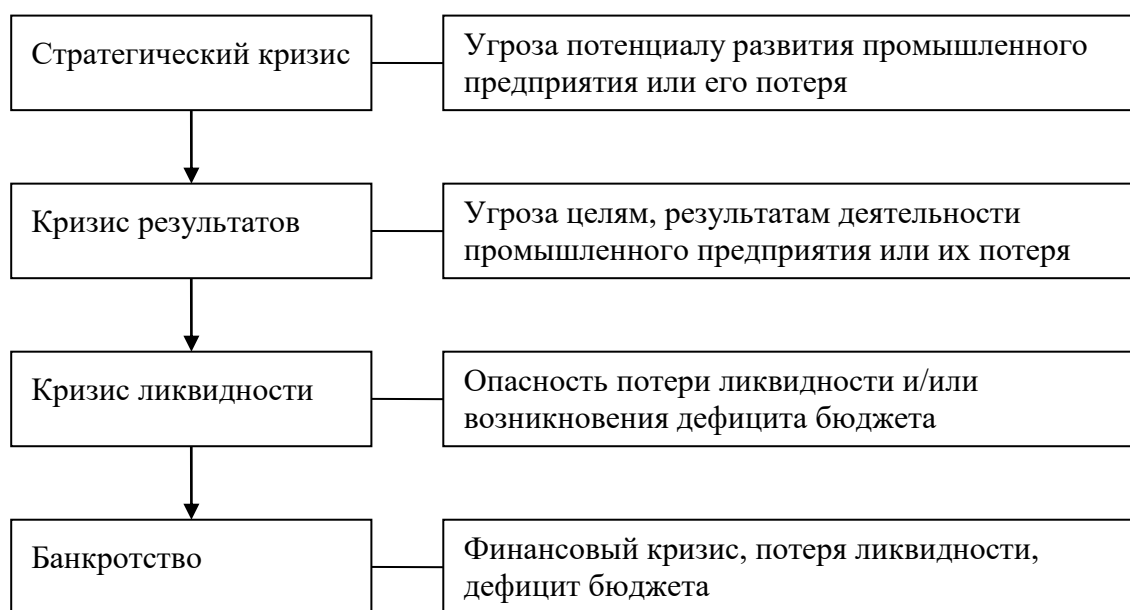 Стратегический кризис
Угроза потенциалу развития промышленного
предприятия или его потеря
Кризис результатов
Угроза целям, результатам деятельности
промышленного предприятия или их потеря
Кризис ликвидности
Опасность потери ликвидности и/или
возникновения дефицита бюджета
Банкротство
Финансовый кризис, потеря ликвидности,
дефицит бюджета